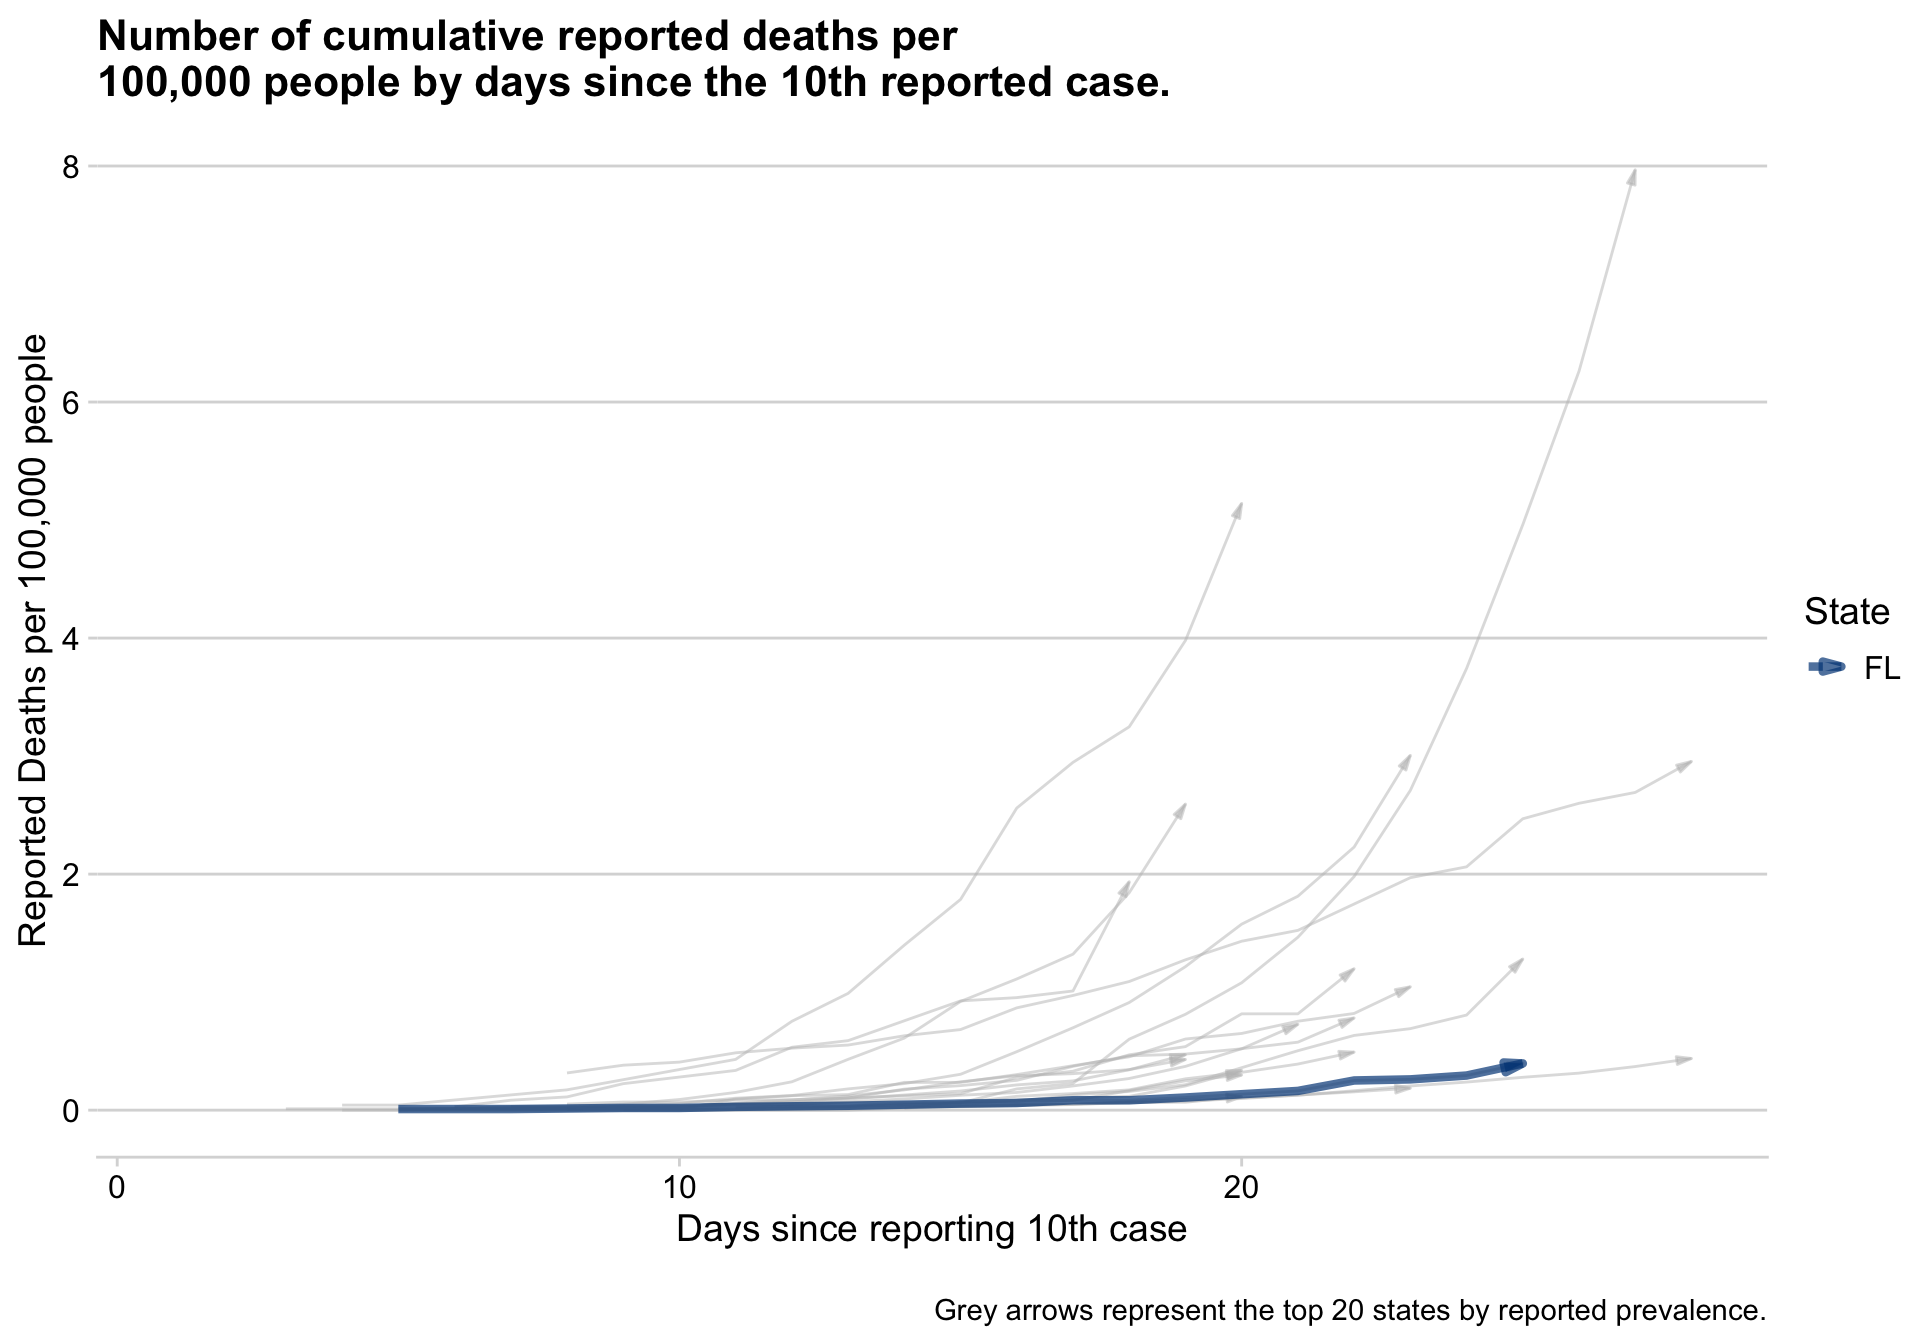 Number of cumulative reported deaths per
100,000 people by days since the 10th reported case.
Reported Deaths per 100,000 people
8
6
4
2
0
0
10
20
Days since reporting 10th case
State
FL
Grey arrows represent the top 20 states by reported prevalence.